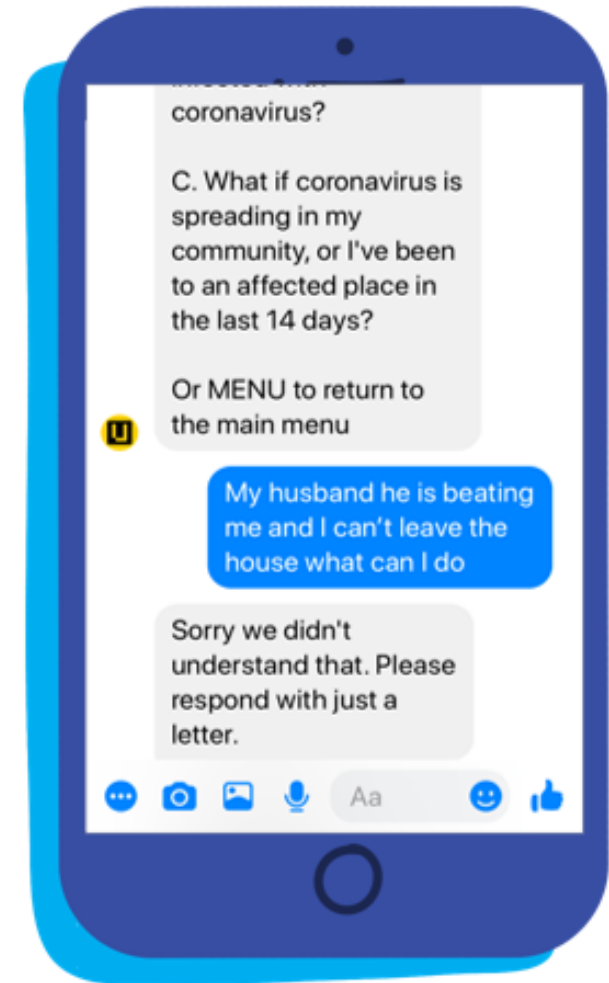 coronavirus?
C. What if coronavirus is
spreading in my
community, or I've been
to an affected place in
the last 14 days?
Or MENU to return to
the main menu
U
My husband he is beating
me and I can't leave the
house what can I do
Sorry we didn't
understand that. Please
respond with just a
letter.
Aa